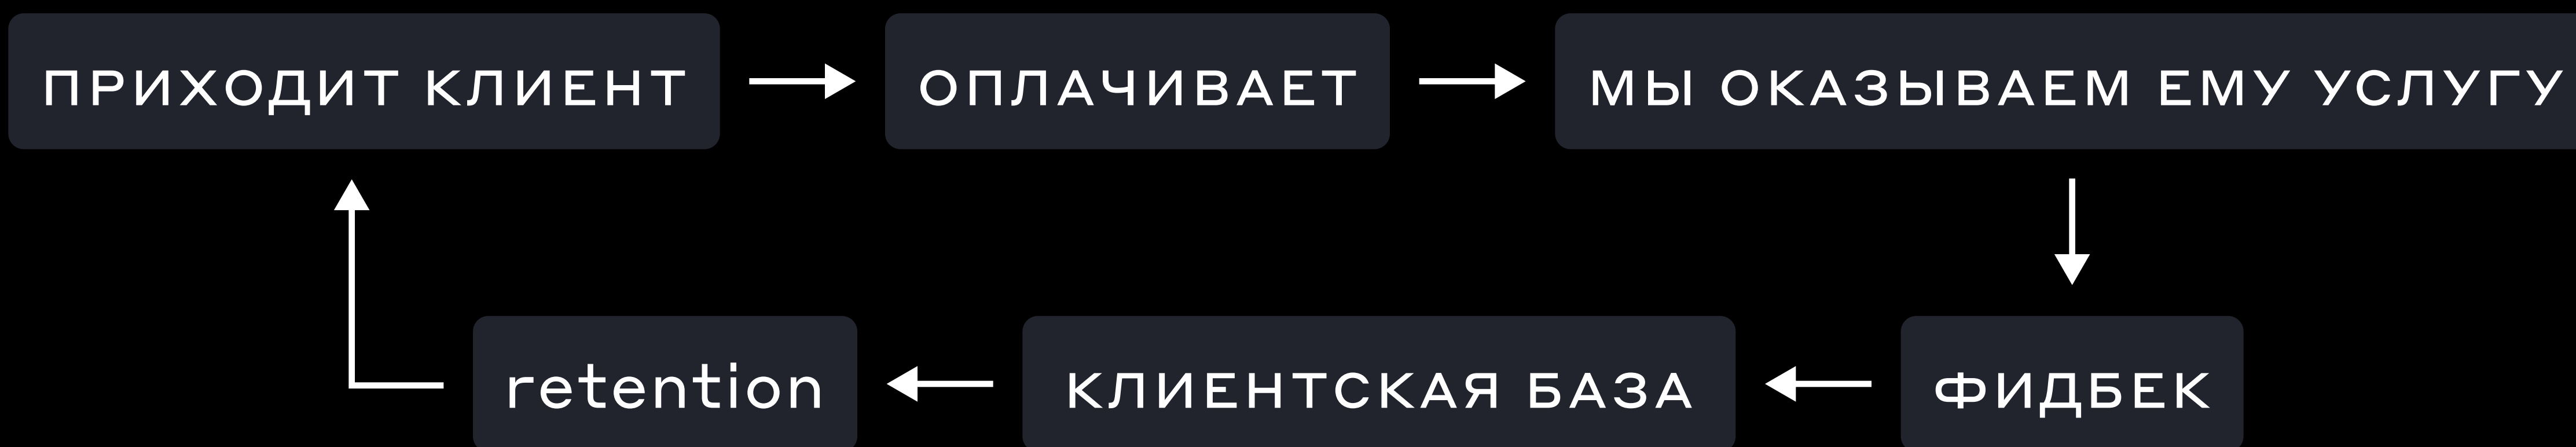 ПРИХОДИТ КЛИЕНТ
ОПЛАЧИВАЕТ
МЫ ОКАЗЫВАЕМ ЕМУ УСЛУГУ
ФИДБЕК
КЛИЕНТСКАЯ БАЗА
retention